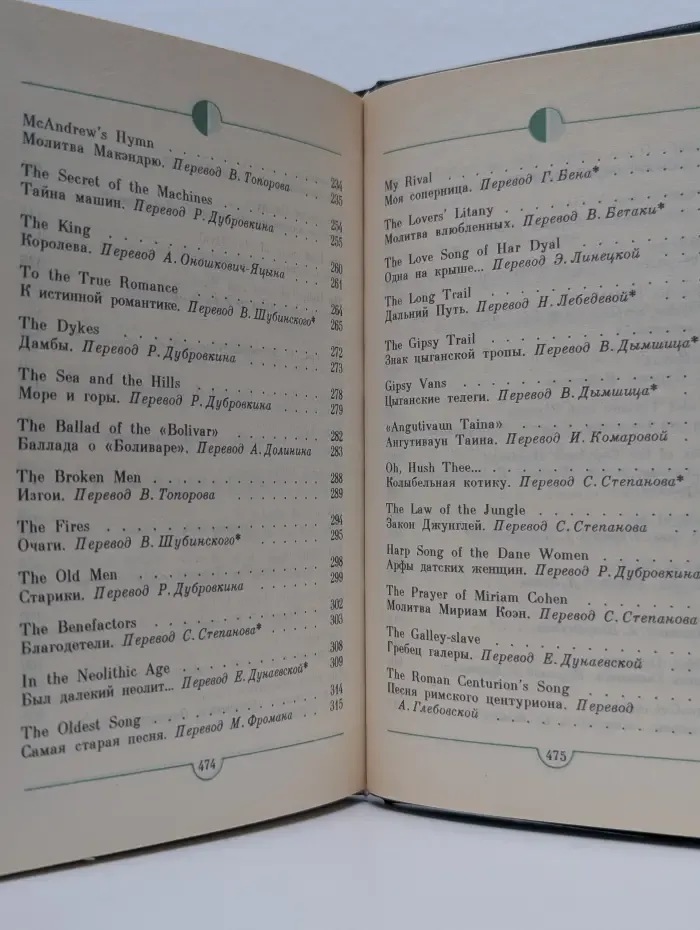 McAndrew's Hymn . . . . . . . . . . . . . 234
Молитва Макэндрю. Перевод В. Топорова 235
The Secret of the Machines . . . . . . . . 254
Тайна машин. Перевод Р. Дубровкина 255
The King . . . . . . . . . . . . . . . . 260
Королева. Перевод А. Оношкович-Яцына . . 261
To the True Romance . . . . . . . . . . 264
К истинной романтике. Перевод В. Шубинского* 265
The Dykes . . . . . . . . . . . . . . . 272
Дамбы. Перевод Р. Дубровкина . . . . . . 273
The Sea and the Hills . . . . . . . . . . 278
Море и горы. Перевод Р. Дубровкина . . . . 279
The Ballad of the «Bolivar» . . . . . . . . 282
Баллада о «Боливаре». Перевод А. Долинина 283
The Broken Men . . . . . . . . . . . . . 288
Изгои. Перевод В. Топорова . . . . . . . 289
The Fires . . . . . . . . . . . . . . . 294
Очаги. Перевод В. Шубинского* . . . . . . 295
The Old Men . . . . . . . . . . . . . . 298
Старики. Перевод Р. Дубровкина . . . . . 299
The Benefactors . . . . . . . . . . . . . 302
Благодетели. Перевод С. Степанова* . . . . 303
In the Neolithic Age . . . . . . . . . . . 308
Был далекий неолит... Перевод Е. Дунаевской* 309
The Oldest Song . . . . . . . . . . . . . 314
Самая старая песня. Перевод М. Фромана . . 315
474
My Rival . . . . . . . . . . . . . . .
Моя соперница. Перевод Г. Бена* . . . . .
The Lovers' Litany . . . . . . . . . . .
Молитва влюбленных. Перевод В. Бетаки* . .
The Love Song of Har Dyal . . . . . . . .
Одна на крыше... Перевод Э. Линецкой . . .
The Long Trail . . . . . . . . . . . . .
Дальний Путь. Перевод Н. Лебедевой* . . .
The Gipsy Trail . . . . . . . . . . . . .
Знак цыганской тропы. Перевод В. Дымшица*
Gipsy Vans . . . . . . . . . . . . . .
Цыганские телеги. Перевод В. Дымшица* . .
«Angutivaun Taina» . . . . . . . . . . .
Ангутиваун Таина. Перевод И. Комаровой . .
Oh, Hush Thee... . . . . . . . . . . . .
Колыбельная котику. Перевод С. Степанова* .
The Law of the Jungle . . . . . . . . . .
Закон Джунглей. Перевод С. Степанова . . .
Harp Song of the Dane Women . . . . . .
Арфы датских женщин. Перевод Р. Дубровкина
The Prayer of Miriam Cohen . . . . . . .
Молитва Мириам Коэн. Перевод С. Степанова
The Galley-slave . . . . . . . . . . . .
Гребец галеры. Перевод Е. Дунаевской . . .
The Roman Centurion's Song . . . . . . .
Песня римского центуриона. Перевод
А. Глебовской . . . . . . . . . . . . .
475